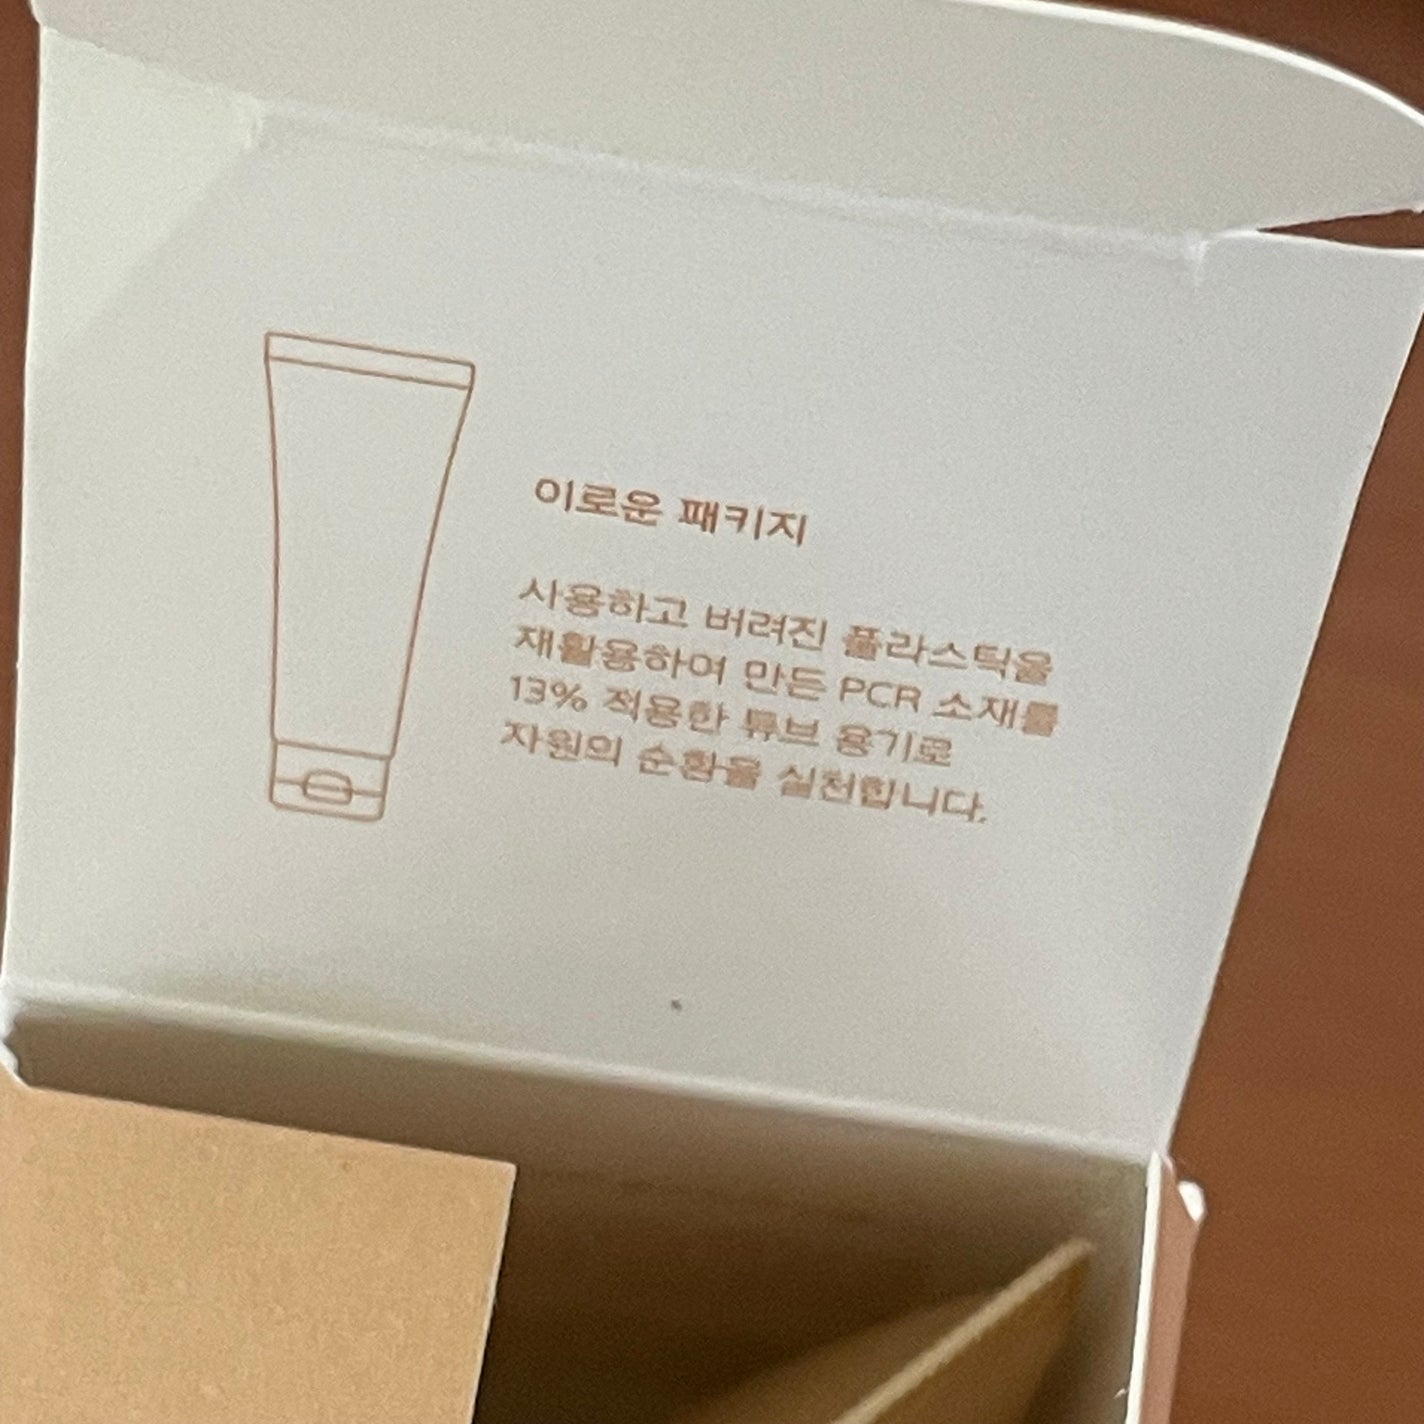 이로운 패키지
사용하고 버려진 플라스틱을
재활용하여 만든 PCR 소재를
13% 적용한 튜브 용기로
자원의 순환을 실천합니다.